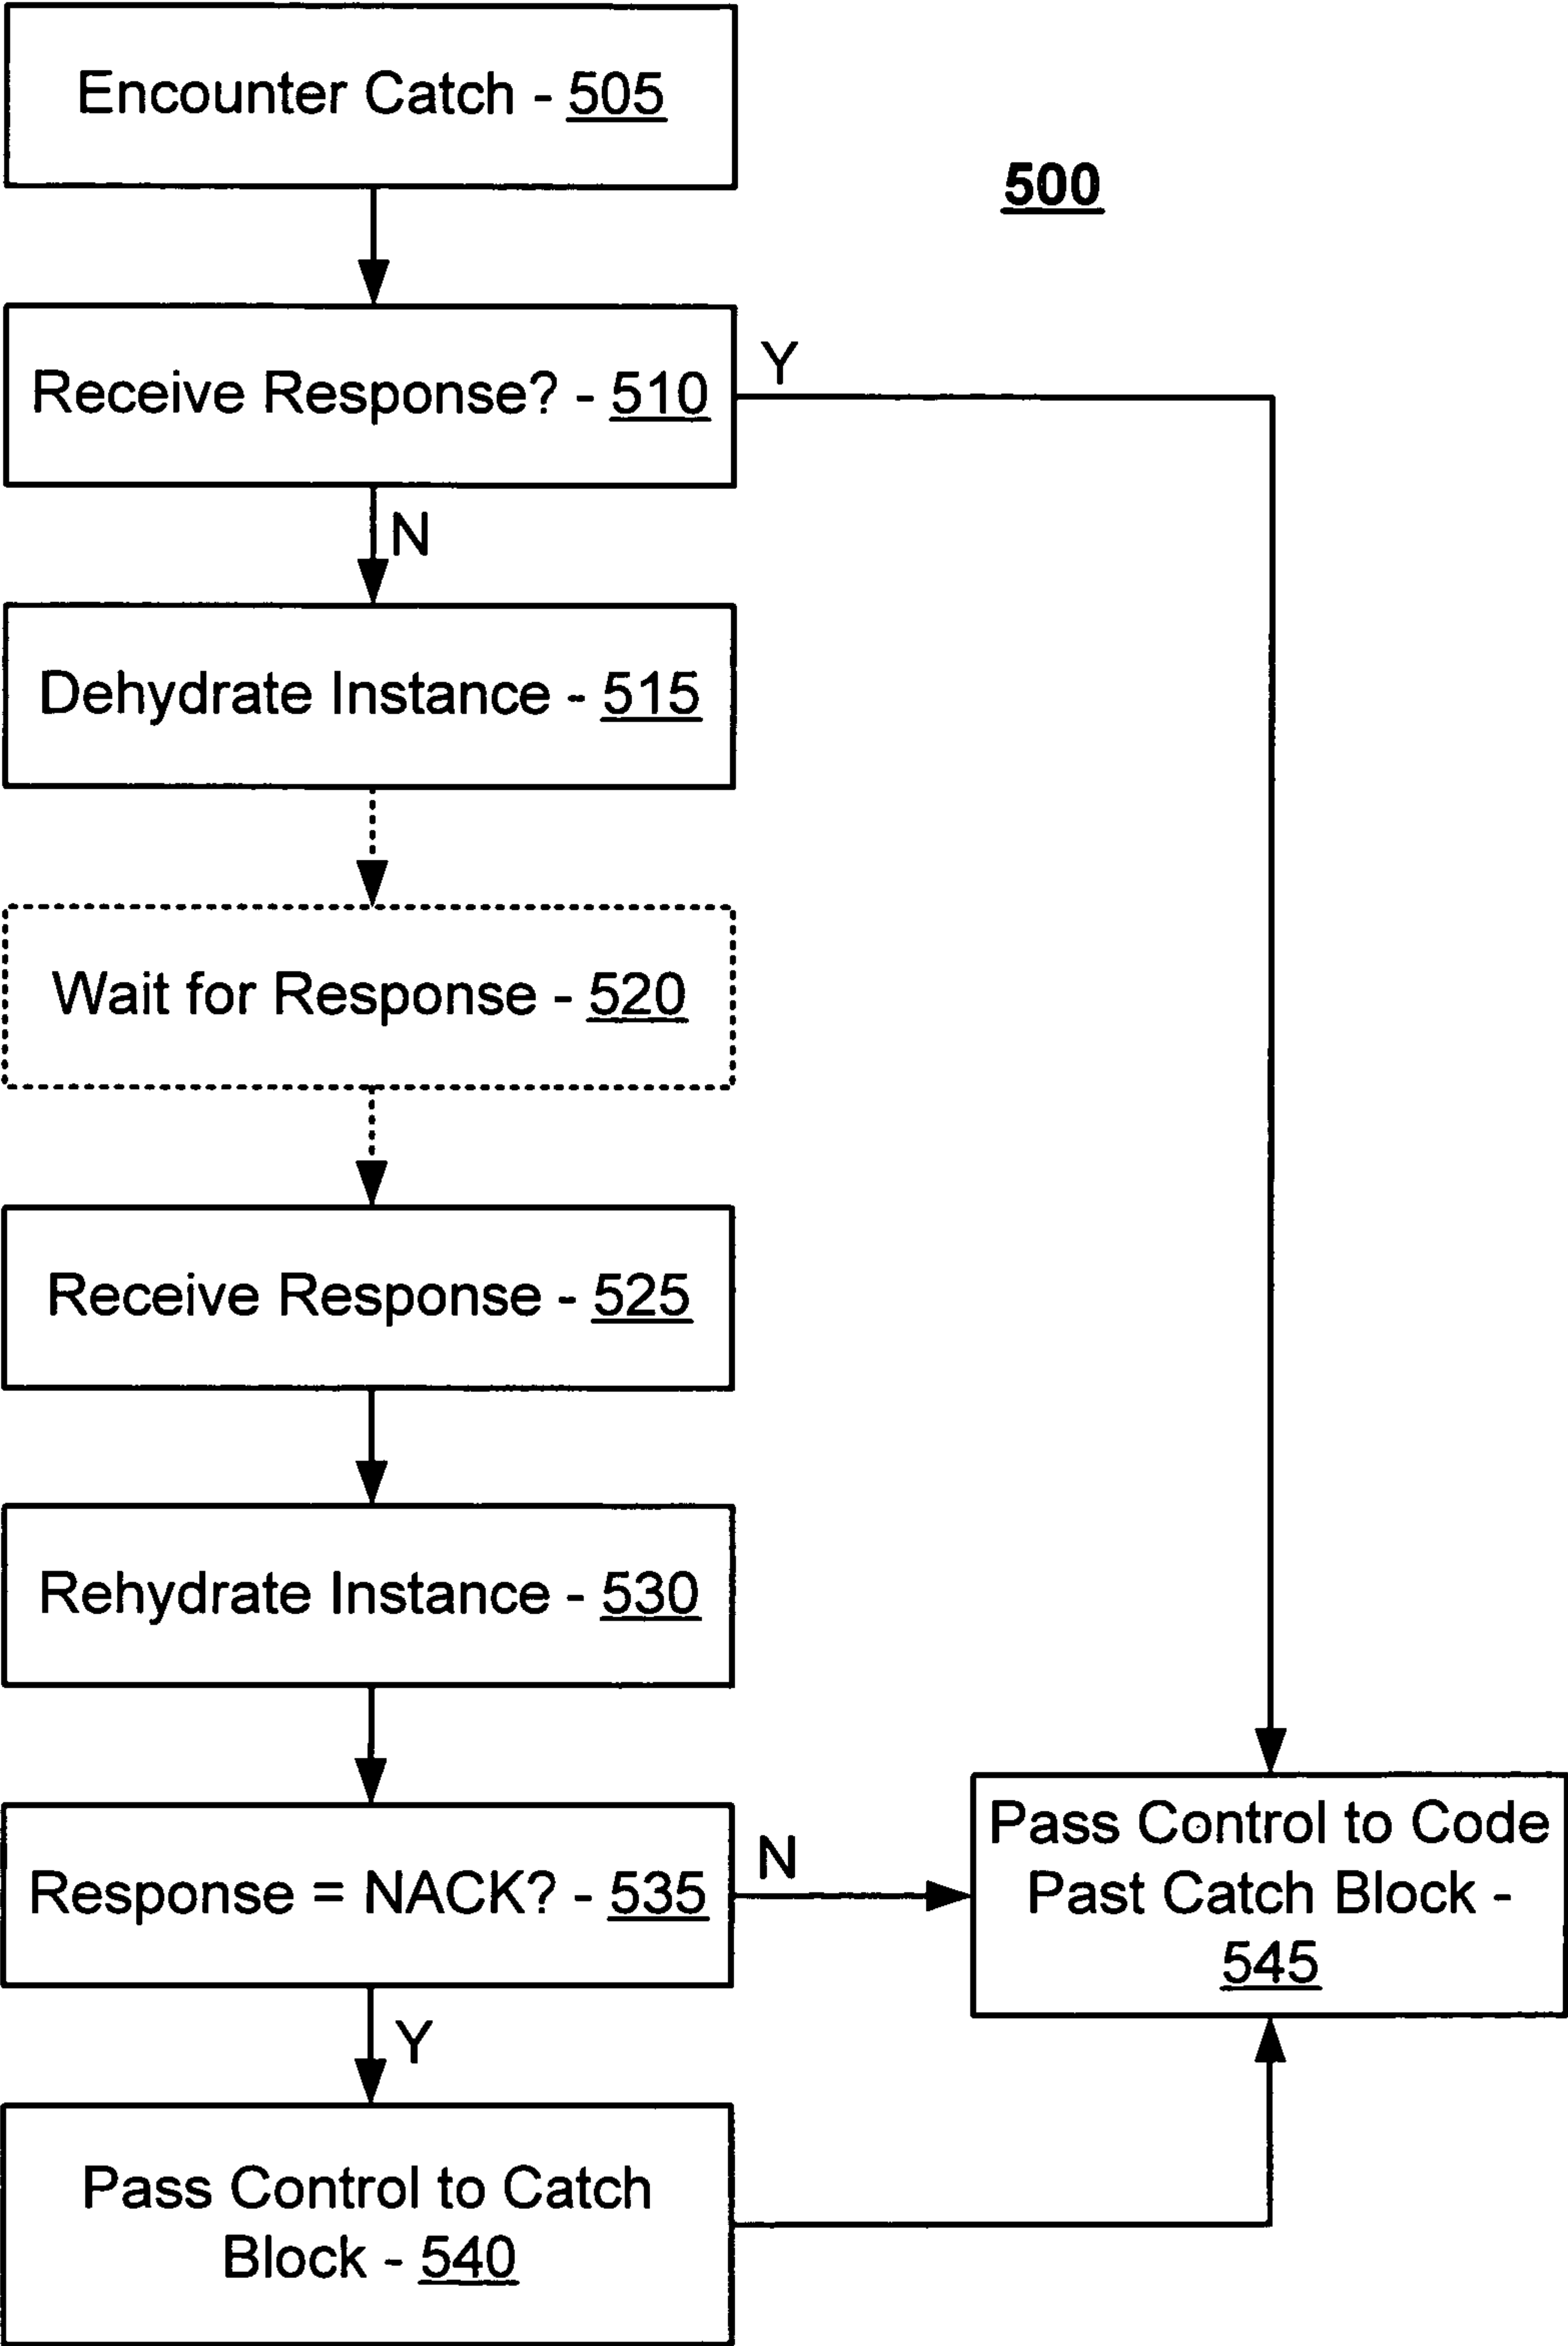 Encounter Catch - 505
500
Receive Response? - 510
Y
N
Dehydrate Instance - 515
Wait for Response - 520
Receive Response - 525
Rehydrate Instance - 530
Response = NACK? - 535
N
Pass Control to Code
Past Catch Block -
545
Y
Pass Control to Catch
Block - 540